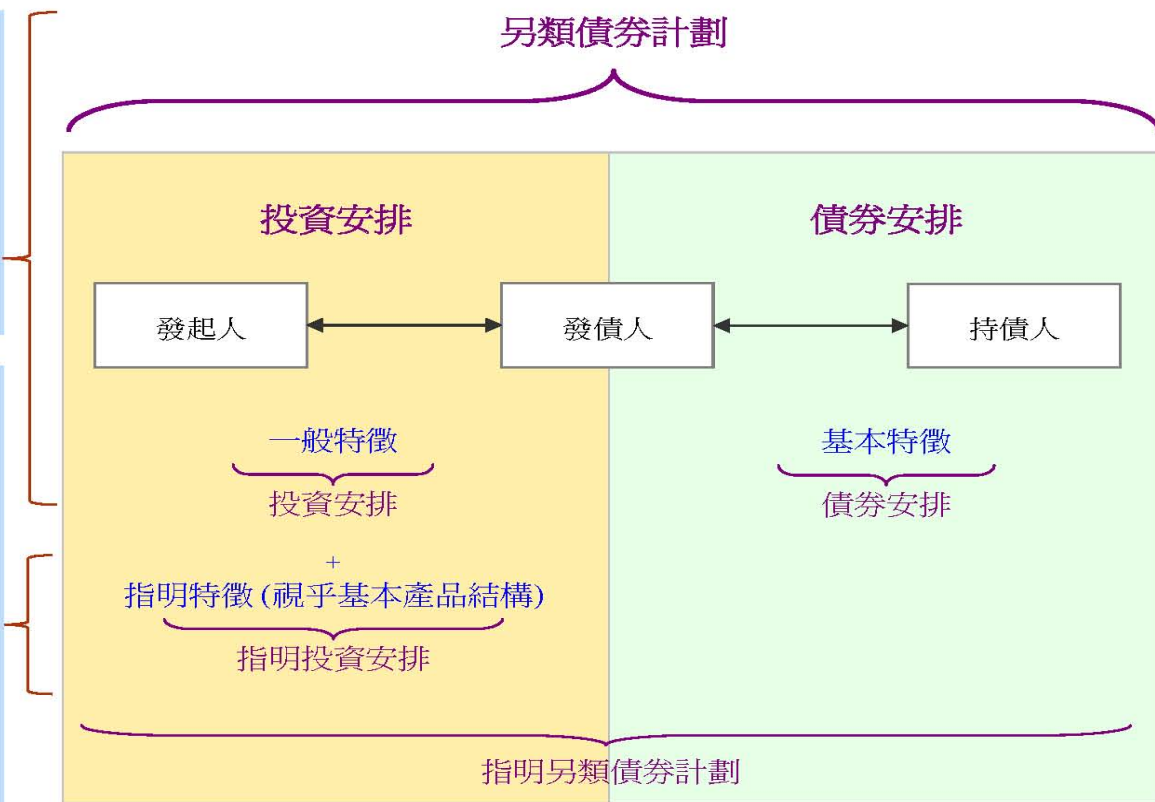 另類債券計劃
投資安排
債券安排
發起人
發債人
持債人
一般特徵
投資安排
基本特徵
債券安排
+
指明特徵 (視乎基本產品結構)
指明投資安排
指明另類債券計劃